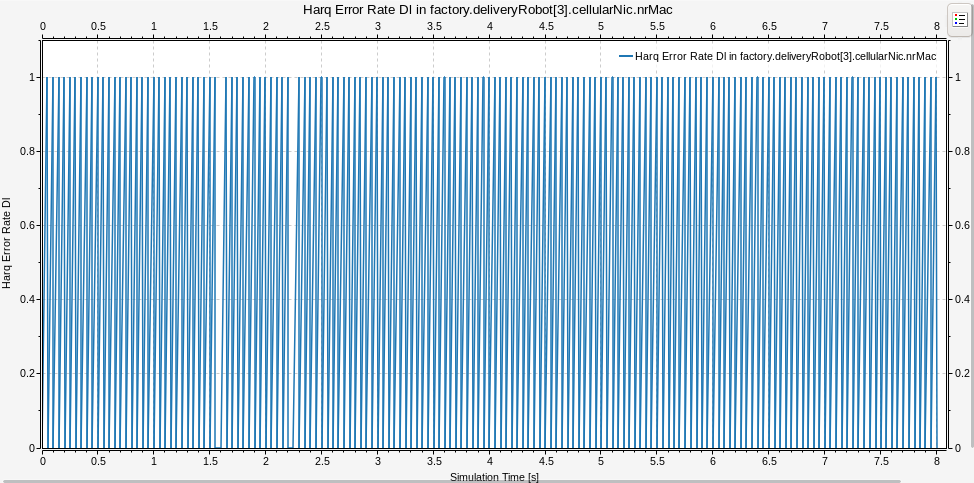 Harq Error Rate Dl in factory.deliveryRobot[3].cellularNic.nrMac
0 0.5 1 1.5 2 2.5 3 3.5 4 4.5 5 5.5 6 6.5 7 7.5 8
Harq Error Rate Dl in factory.deliveryRobot[3].cellularNic.nrMac
1 1
0.8 0.8
0.6 0.6
Harq Error Rate Dl
0.4 0.4
0.2 0.2
0 0
0 0.5 1 1.5 2 2.5 3 3.5 4 4.5 5 5.5 6 6.5 7 7.5 8
Simulation Time [s]